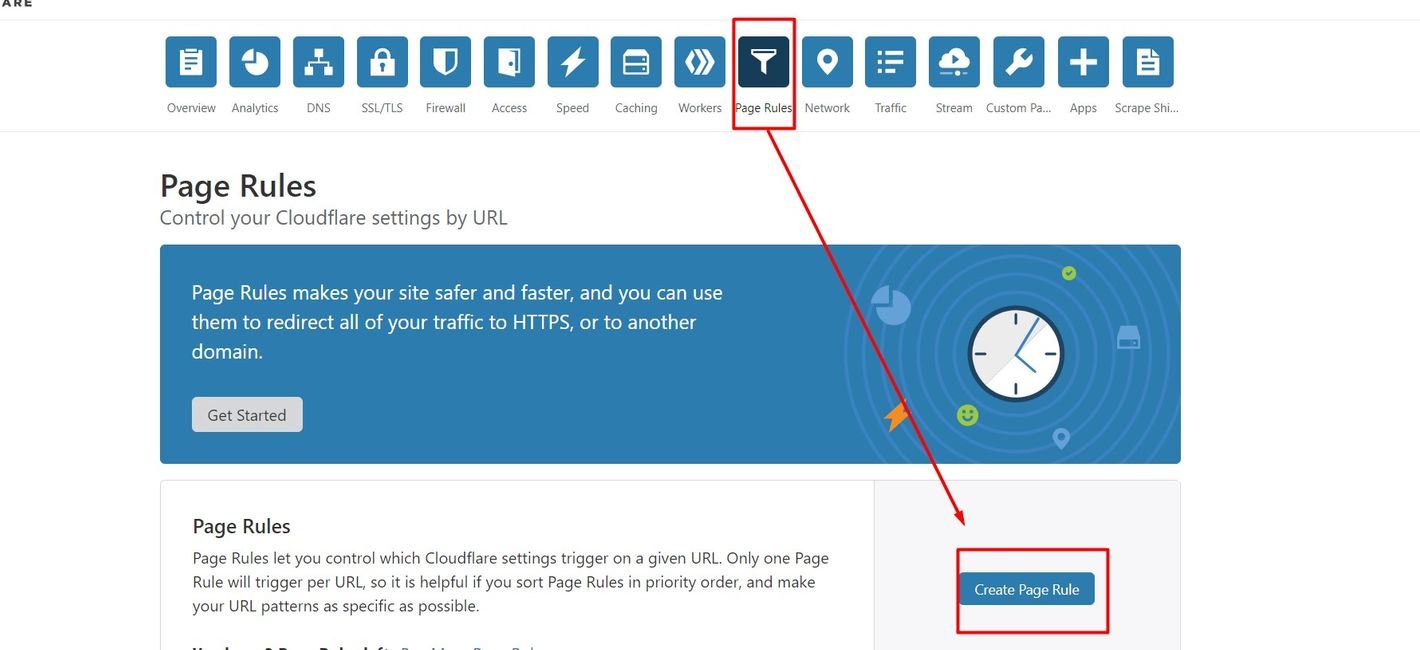 ARE
Overview Analytics DNS SSL/TLS Firewall Access Speed Caching Workers Page Rules Network Traffic Stream Custom Pa... Apps Scrape Shi...
Page Rules
Control your Cloudflare settings by URL
Page Rules makes your site safer and faster, and you can use
them to redirect all of your traffic to HTTPS, or to another
domain.
Get Started
Page Rules
Page Rules let you control which Cloudflare settings trigger on a given URL. Only one Page
Rule will trigger per URL, so it is helpful if you sort Page Rules in priority order, and make
your URL patterns as specific as possible.
Create Page Rule